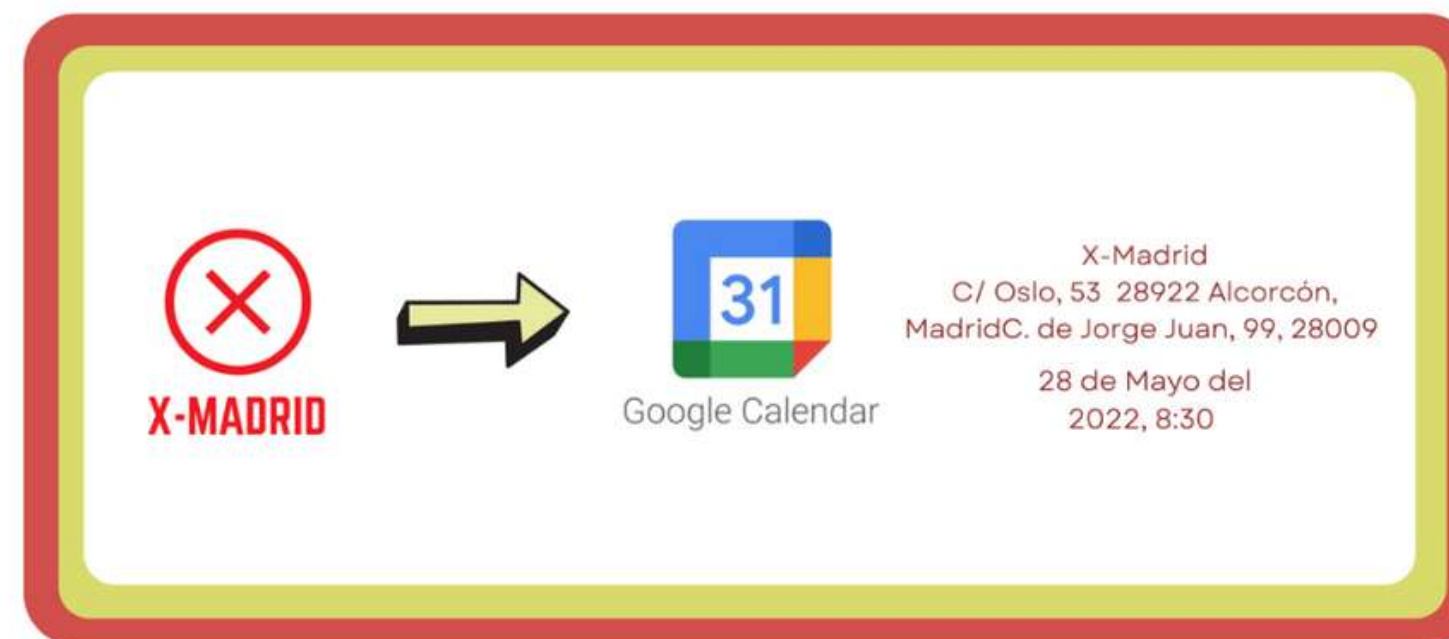 X-MADRID
31
Google Calendar
X-Madrid
C/ Oslo, 53 28922 Alcorcón,
MadridC. de Jorge Juan, 99, 28009
28 de Mayo del
2022, 8:30